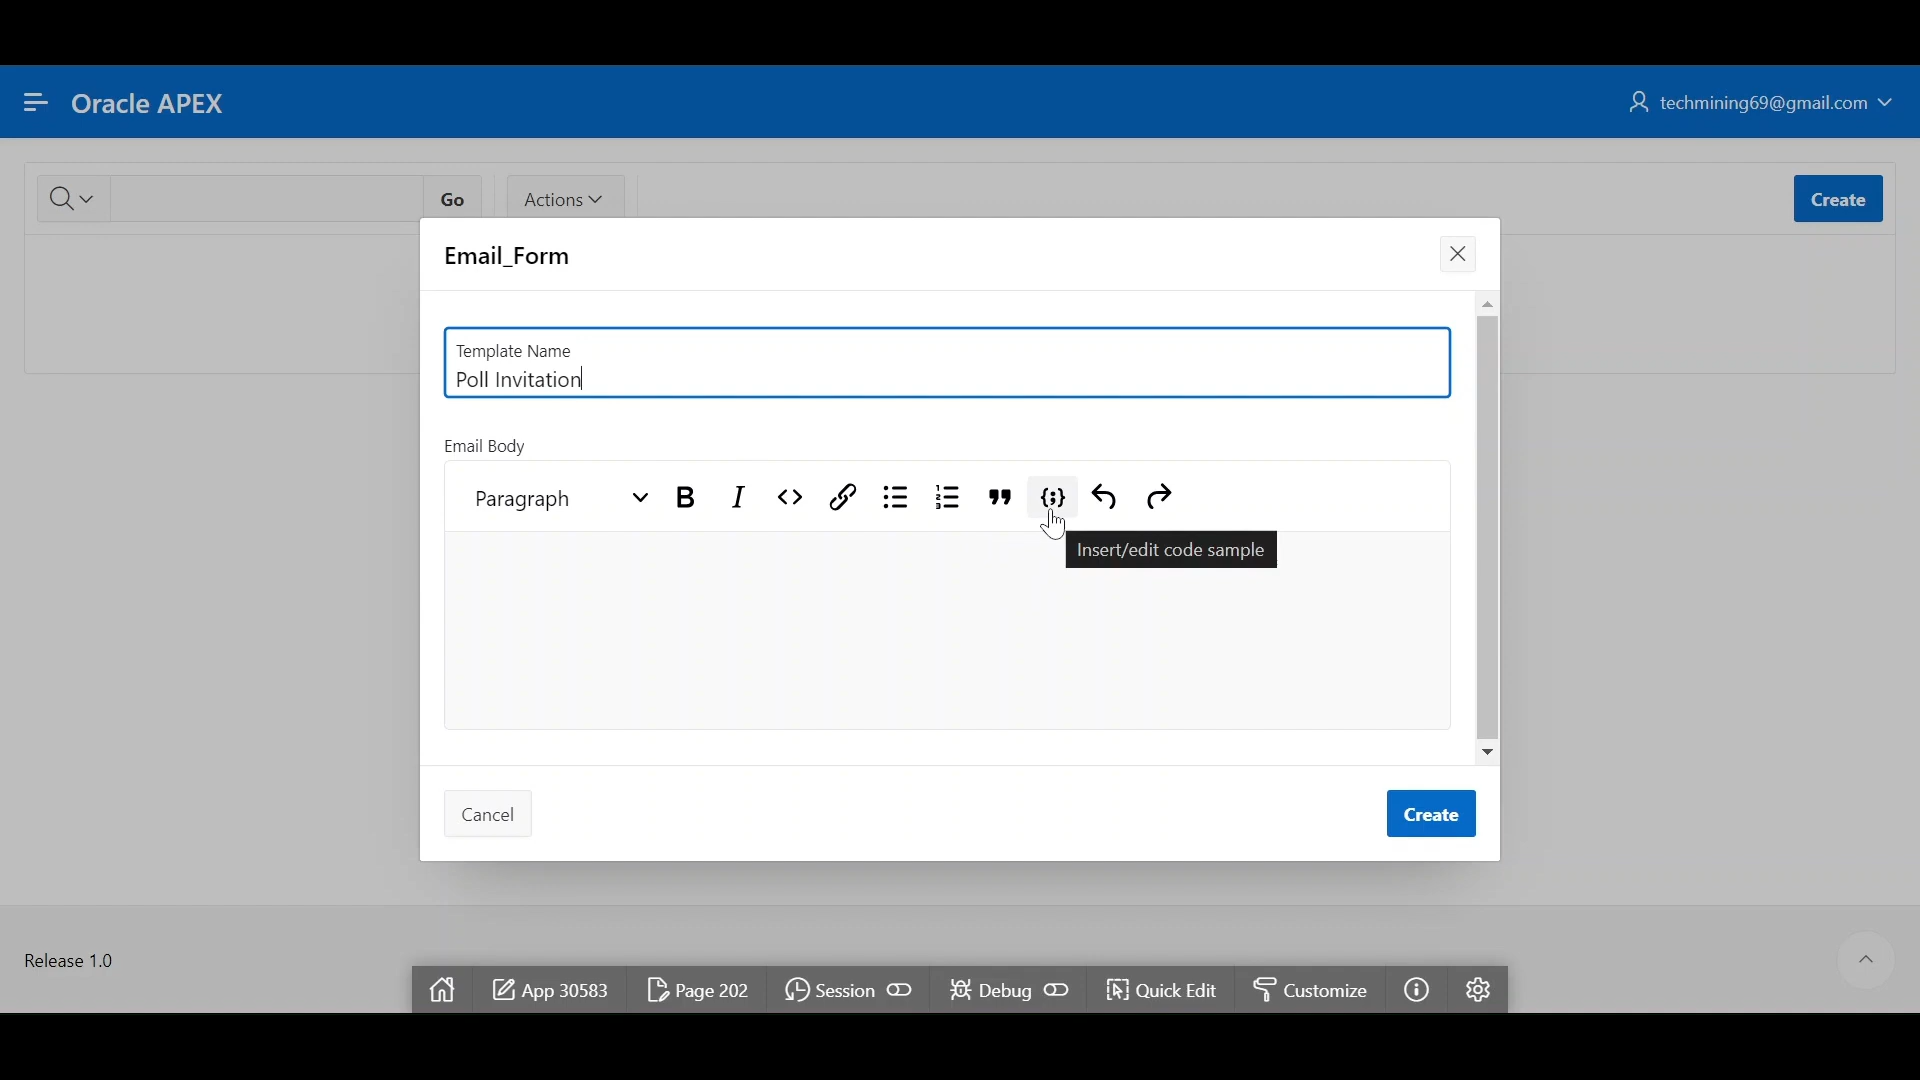 Oracle APEX
techmining69@gmail.com
Go
Actions
Create
Email_Form
Template Name
Poll Invitation
Email Body
Paragraph
B I
Insert/edit code sample
Cancel
Create
Release 1.0
App 30583
Page 202
Session
Debug
Quick Edit
Customize